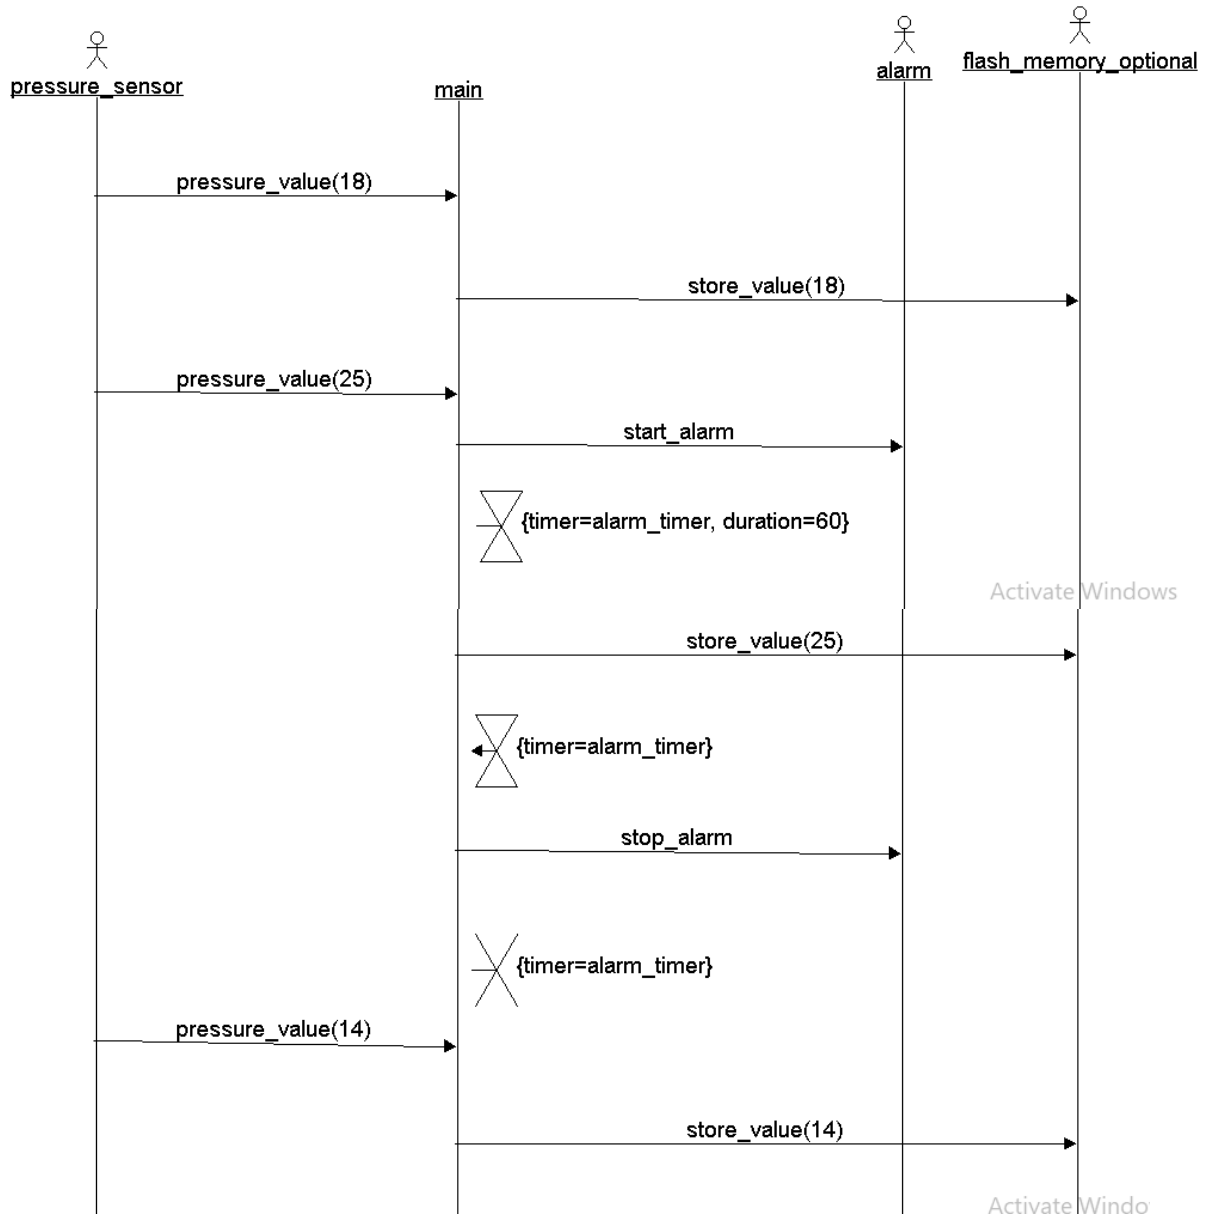 pressure_sensor
main
alarm
flash_memory_optional
pressure_value(18)
store_value(18)
pressure_value(25)
start_alarm
{timer=alarm_timer, duration=60}
Activate Windows
store_value(25)
{timer=alarm_timer}
stop_alarm
{timer=alarm_timer}
pressure_value(14)
store_value(14)
Activate Windo